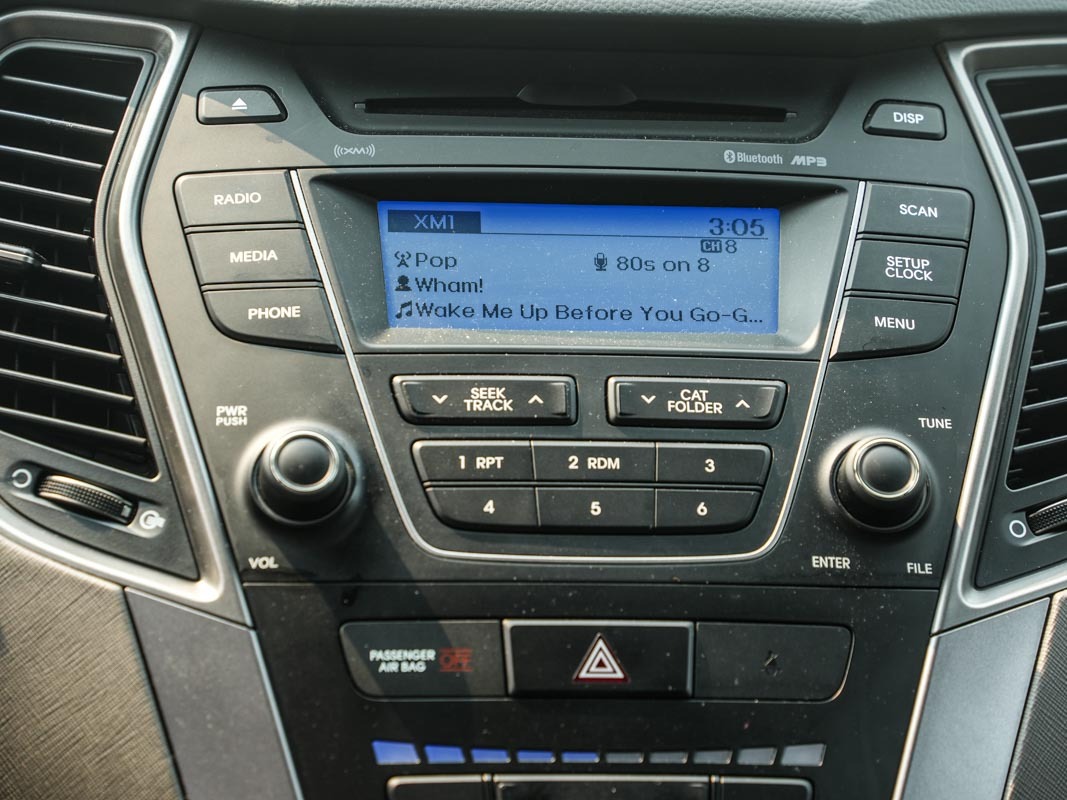 DISP
((XM))
Bluetooth MP3
RADIO
MEDIA
PHONE
XM1 3:05
CH 8
Pop 80s on 8
Wham!
Wake Me Up Before You Go-G...
SCAN
SETUP
CLOCK
MENU
SEEK
TRACK
CAT
FOLDER
PWR
PUSH
TUNE
1 RPT
2 RDM
3
4
5
6
VOL
ENTER
FILE
PASSENGER
AIR BAG OFF